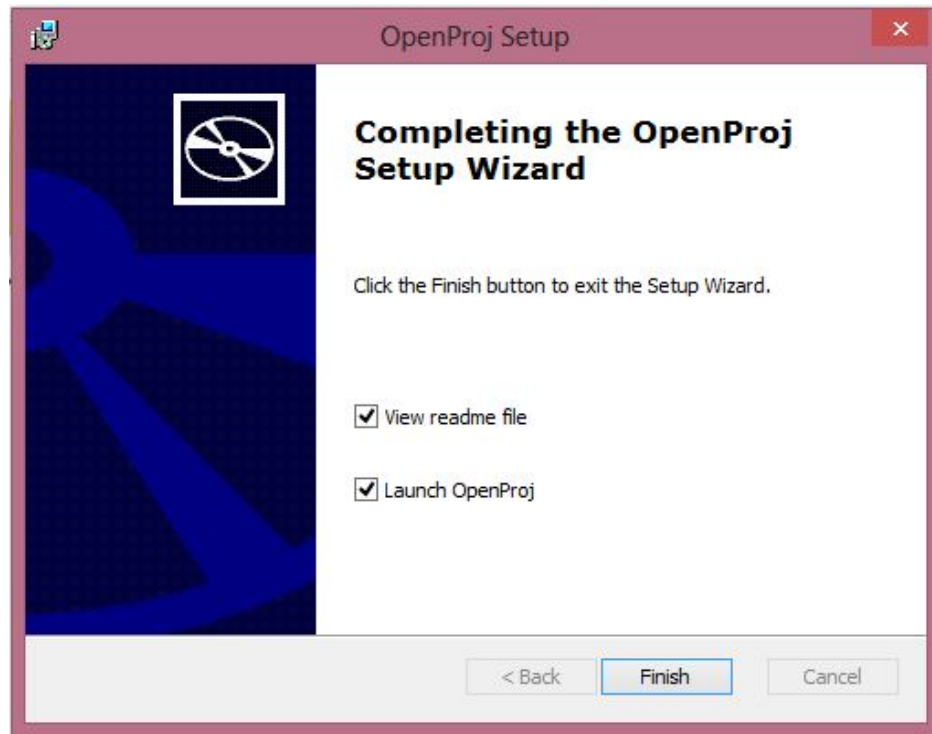 OpenProj Setup
Completing the OpenProj
Setup Wizard
Click the Finish button to exit the Setup Wizard.
View readme file
Launch OpenProj
< Back Finish Cancel